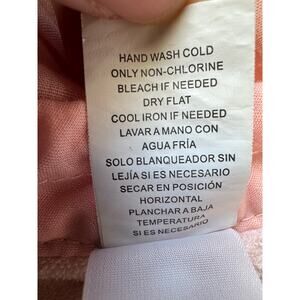 HAND WASH COLD
ONLY NON-CHLORINE
BLEACH IF NEEDED
DRY FLAT
COOL IRON IF NEEDED
LAVAR A MANO CON
AGUA FRÍA
SOLO BLANQUEADOR SIN
LEJÍA SI ES NECESARIO
SECAR EN POSICIÓN
HORIZONTAL
PLANCHAR A BAJA
TEMPERATURA
SI ES NECESARIO